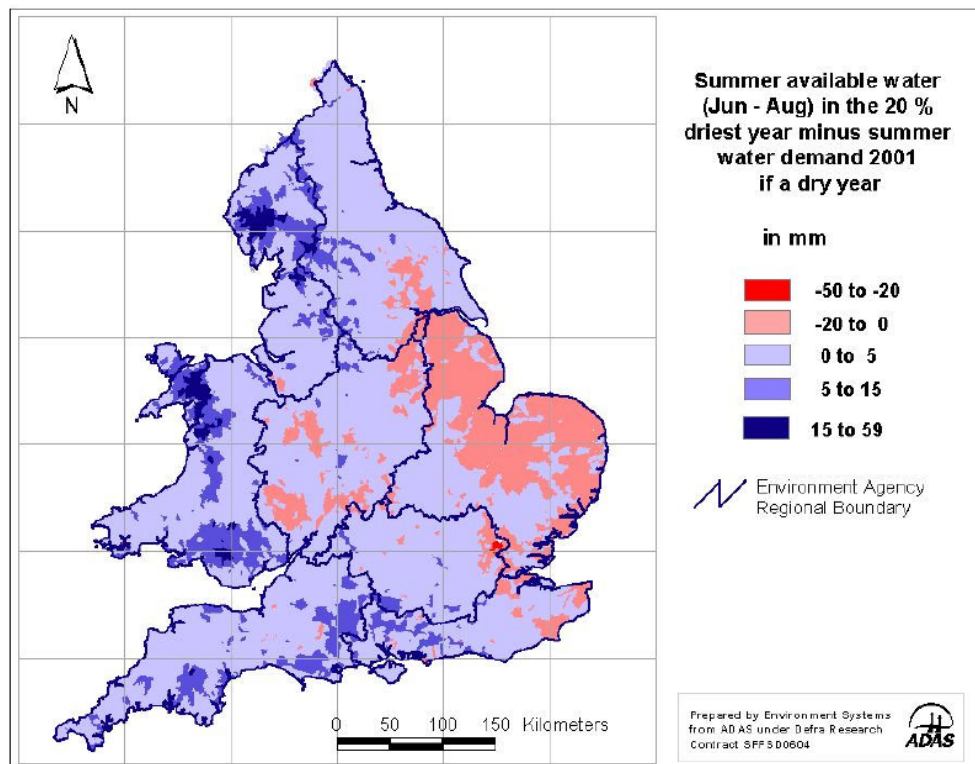 N
Summer available water
(Jun - Aug) in the 20 %
driest year minus summer
water demand 2001
if a dry year
in mm
-50 to -20
-20 to 0
0 to 5
5 to 15
15 to 59
Environment Agency
Regional Boundary
0 50 100 150 Kilometers
Prepared by Environment Systems
from ADAS under Defra Research
Contract SFFSD0604
ADAS